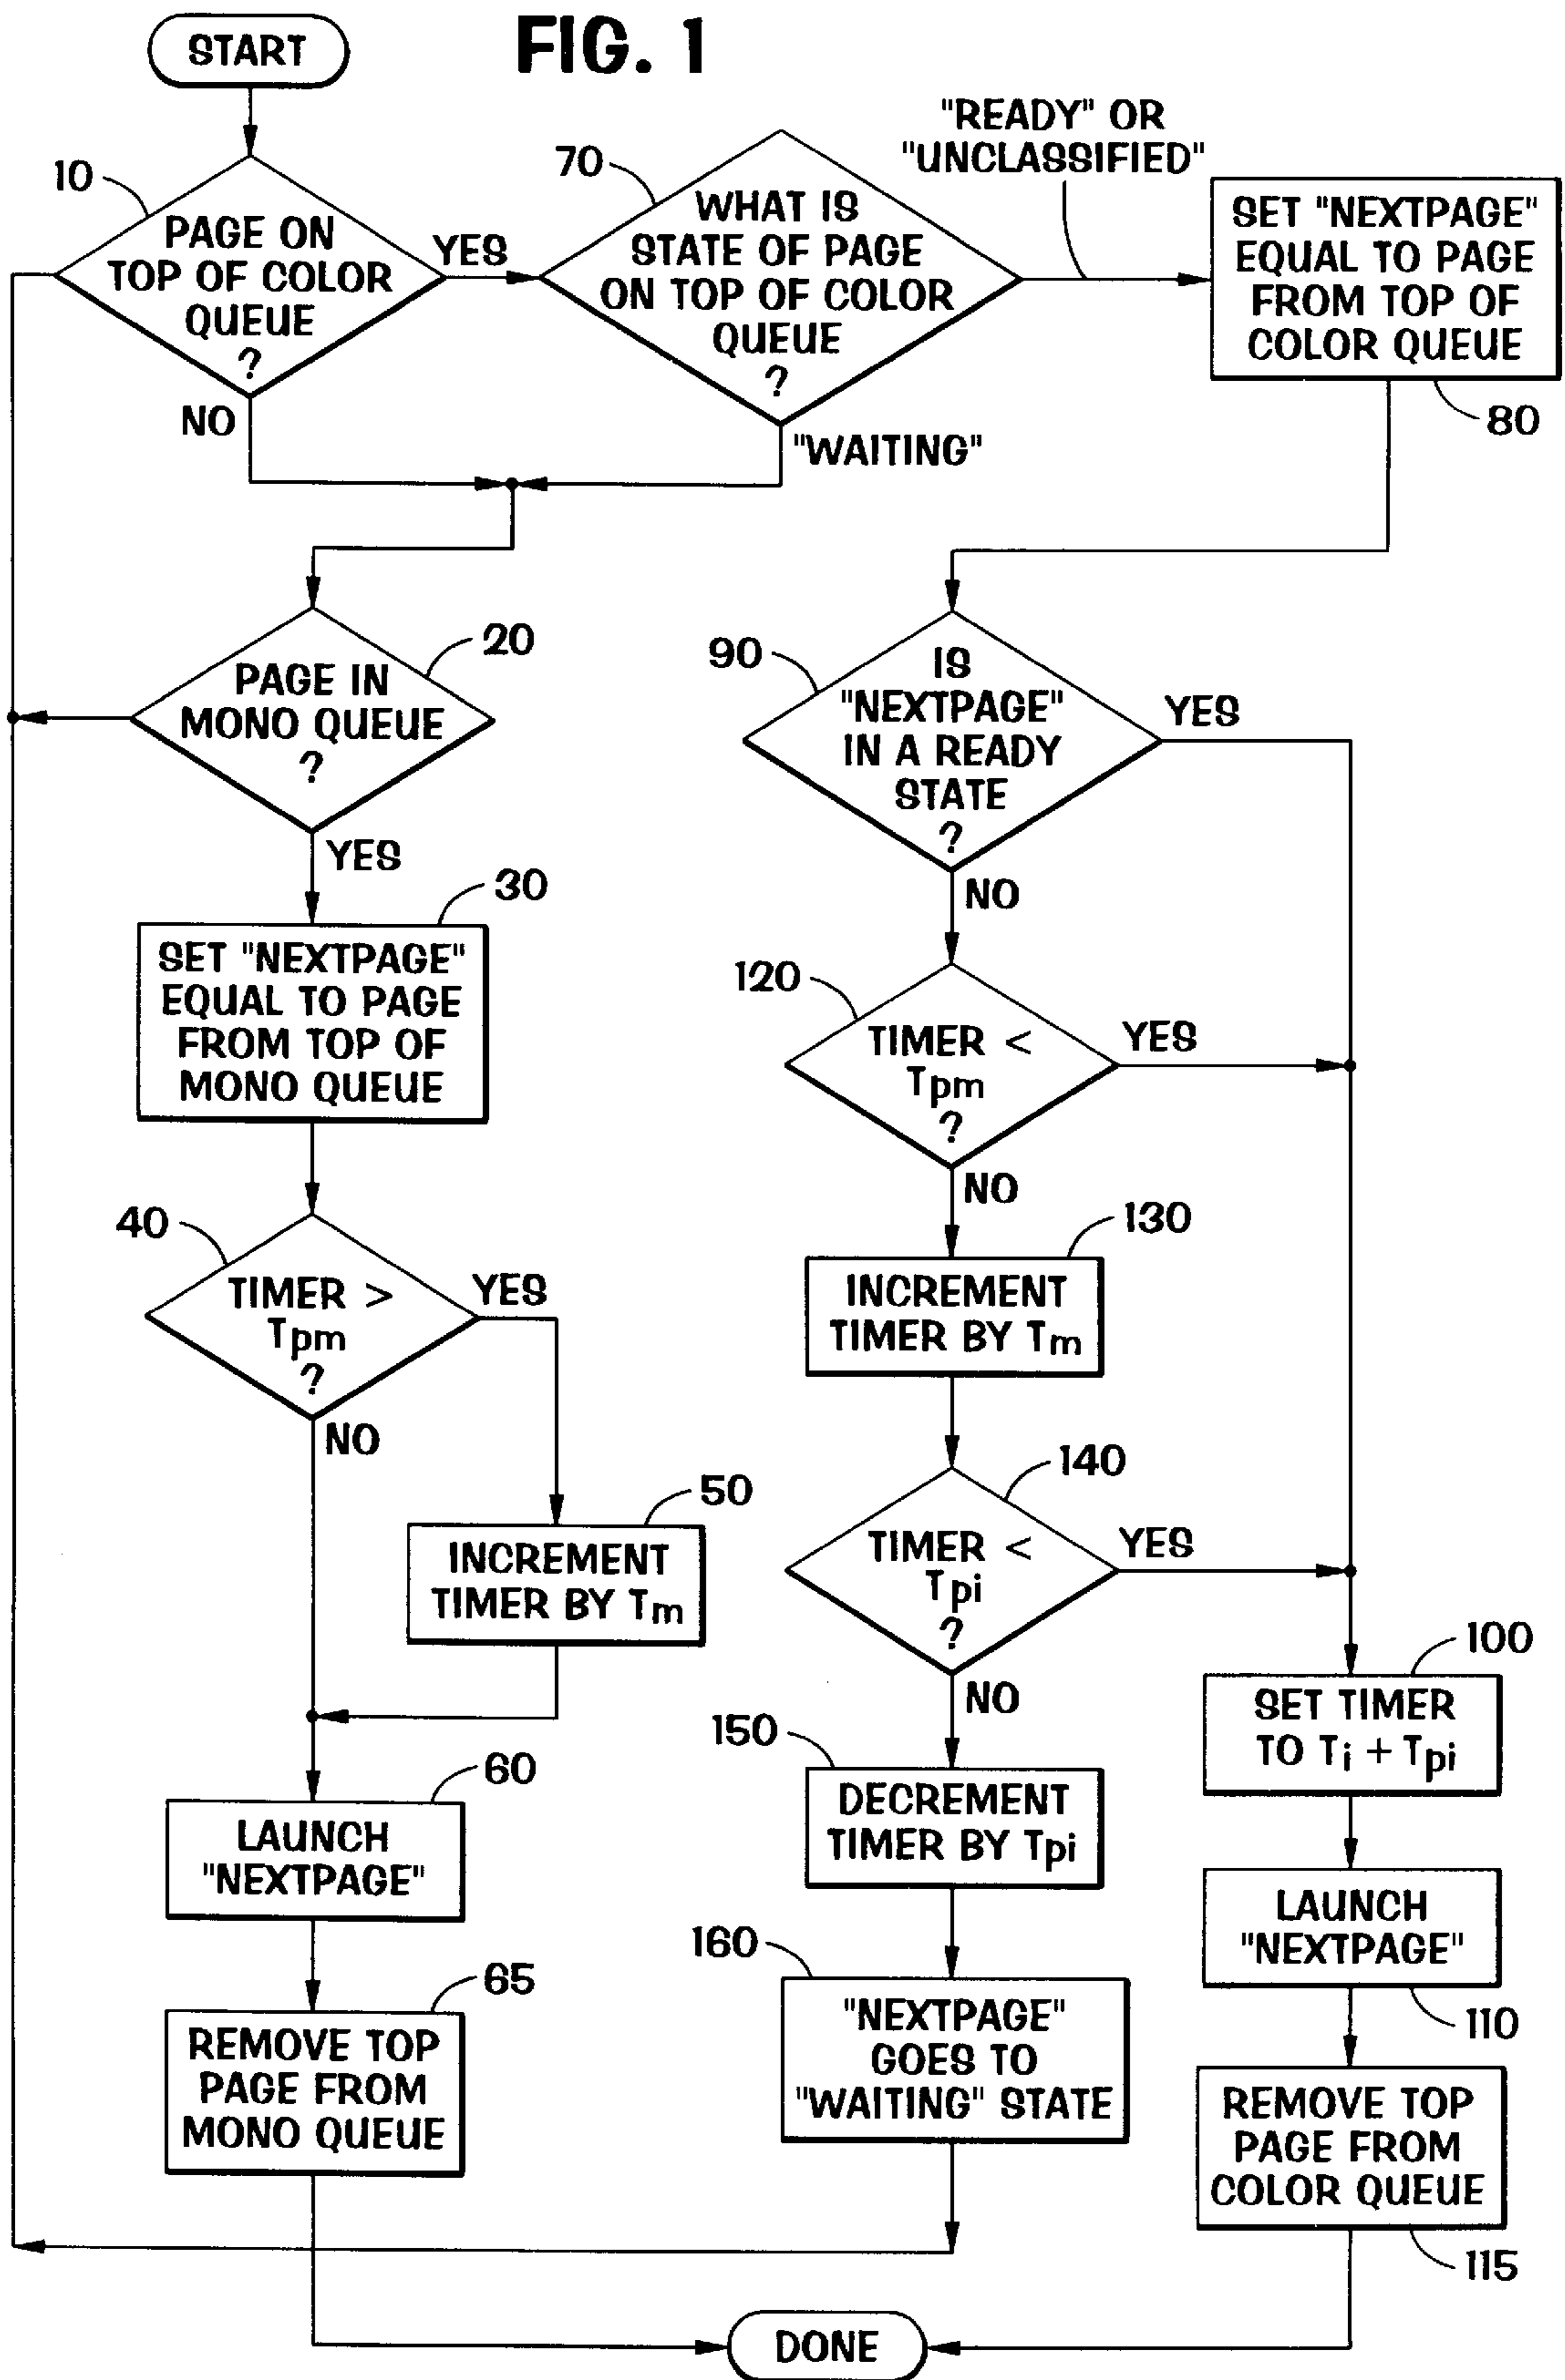 FIG. 1
START
10
PAGE ON
TOP OF COLOR
QUEUE
?
YES
NO
70
WHAT IS
STATE OF PAGE
ON TOP OF COLOR
QUEUE
?
"WAITING"
"READY" OR
"UNCLASSIFIED"
SET "NEXTPAGE"
EQUAL TO PAGE
FROM TOP OF
COLOR QUEUE
80
20
PAGE IN
MONO QUEUE
?
YES
30
SET "NEXTPAGE"
EQUAL TO PAGE
FROM TOP OF
MONO QUEUE
40
TIMER >
Tpm
?
YES
NO
50
INCREMENT
TIMER BY Tm
60
LAUNCH
"NEXTPAGE"
65
REMOVE TOP
PAGE FROM
MONO QUEUE
90
IS
"NEXTPAGE"
IN A READY
STATE
?
YES
NO
120
TIMER <
Tpm
?
YES
NO
130
INCREMENT
TIMER BY Tm
140
TIMER <
Tpi
?
YES
NO
150
DECREMENT
TIMER BY Tpi
160
"NEXTPAGE"
GOES TO
"WAITING" STATE
100
SET TIMER
TO Ti + Tpi
LAUNCH
"NEXTPAGE"
110
REMOVE TOP
PAGE FROM
COLOR QUEUE
115
DONE